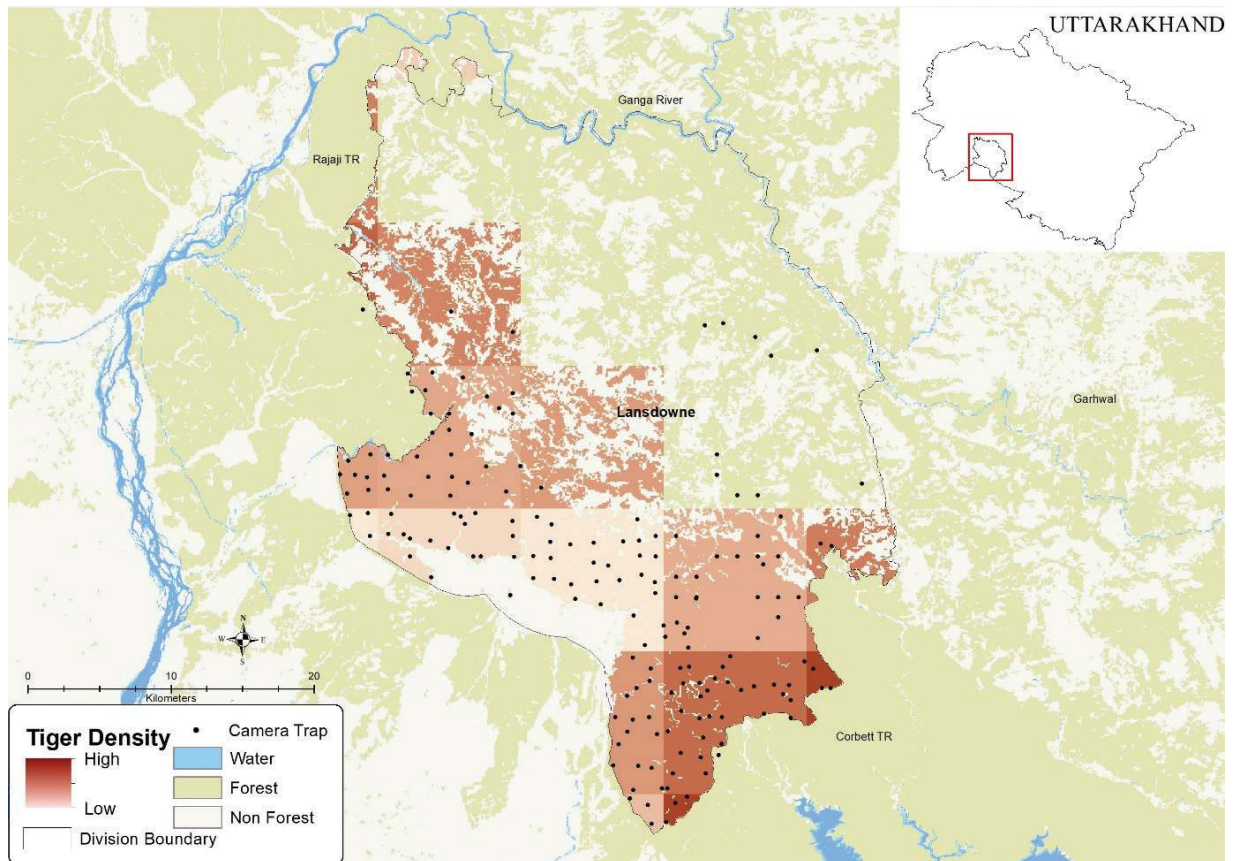 UTTARAKHAND
Ganga River
Rajaji TR
Garhwal
Lansdowne
N
W E
S
0 10 20
Kilometers
Corbett TR
Tiger Density
High
Low
Division Boundary
Camera Trap
Water
Forest
Non Forest